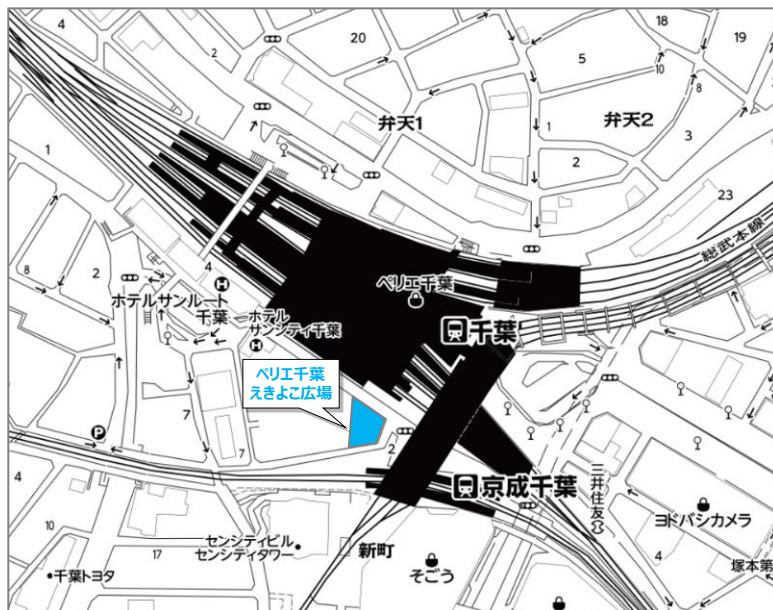 20
18
19
4
2
5
10
8
弁天1
弁天2
1
3
1
2
23
総武本線
8
2
4
ペリエ千葉
ホテルサンルート
千葉
ホテル
サンシティ千葉
千葉
ペリエ千葉
えきよこ広場
7
7
2
P
京成千葉
三井住友
ヨドバシカメラ
4
10
17
センシティビル
センシティタワー
新町
そごう
4
塚本第
千葉トヨタ